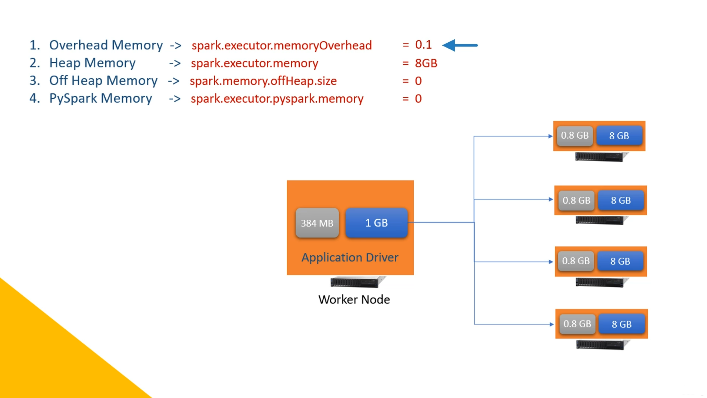 1. Overhead Memory -> spark.executor.memoryOverhead = 0.1
2. Heap Memory -> spark.executor.memory = 8GB
3. Off Heap Memory -> spark.memory.offHeap.size = 0
4. PySpark Memory -> spark.executor.pyspark.memory = 0
0.8 GB 8 GB
0.8 GB 8 GB
384 MB 1 GB
Application Driver
0.8 GB 8 GB
Worker Node
0.8 GB 8 GB